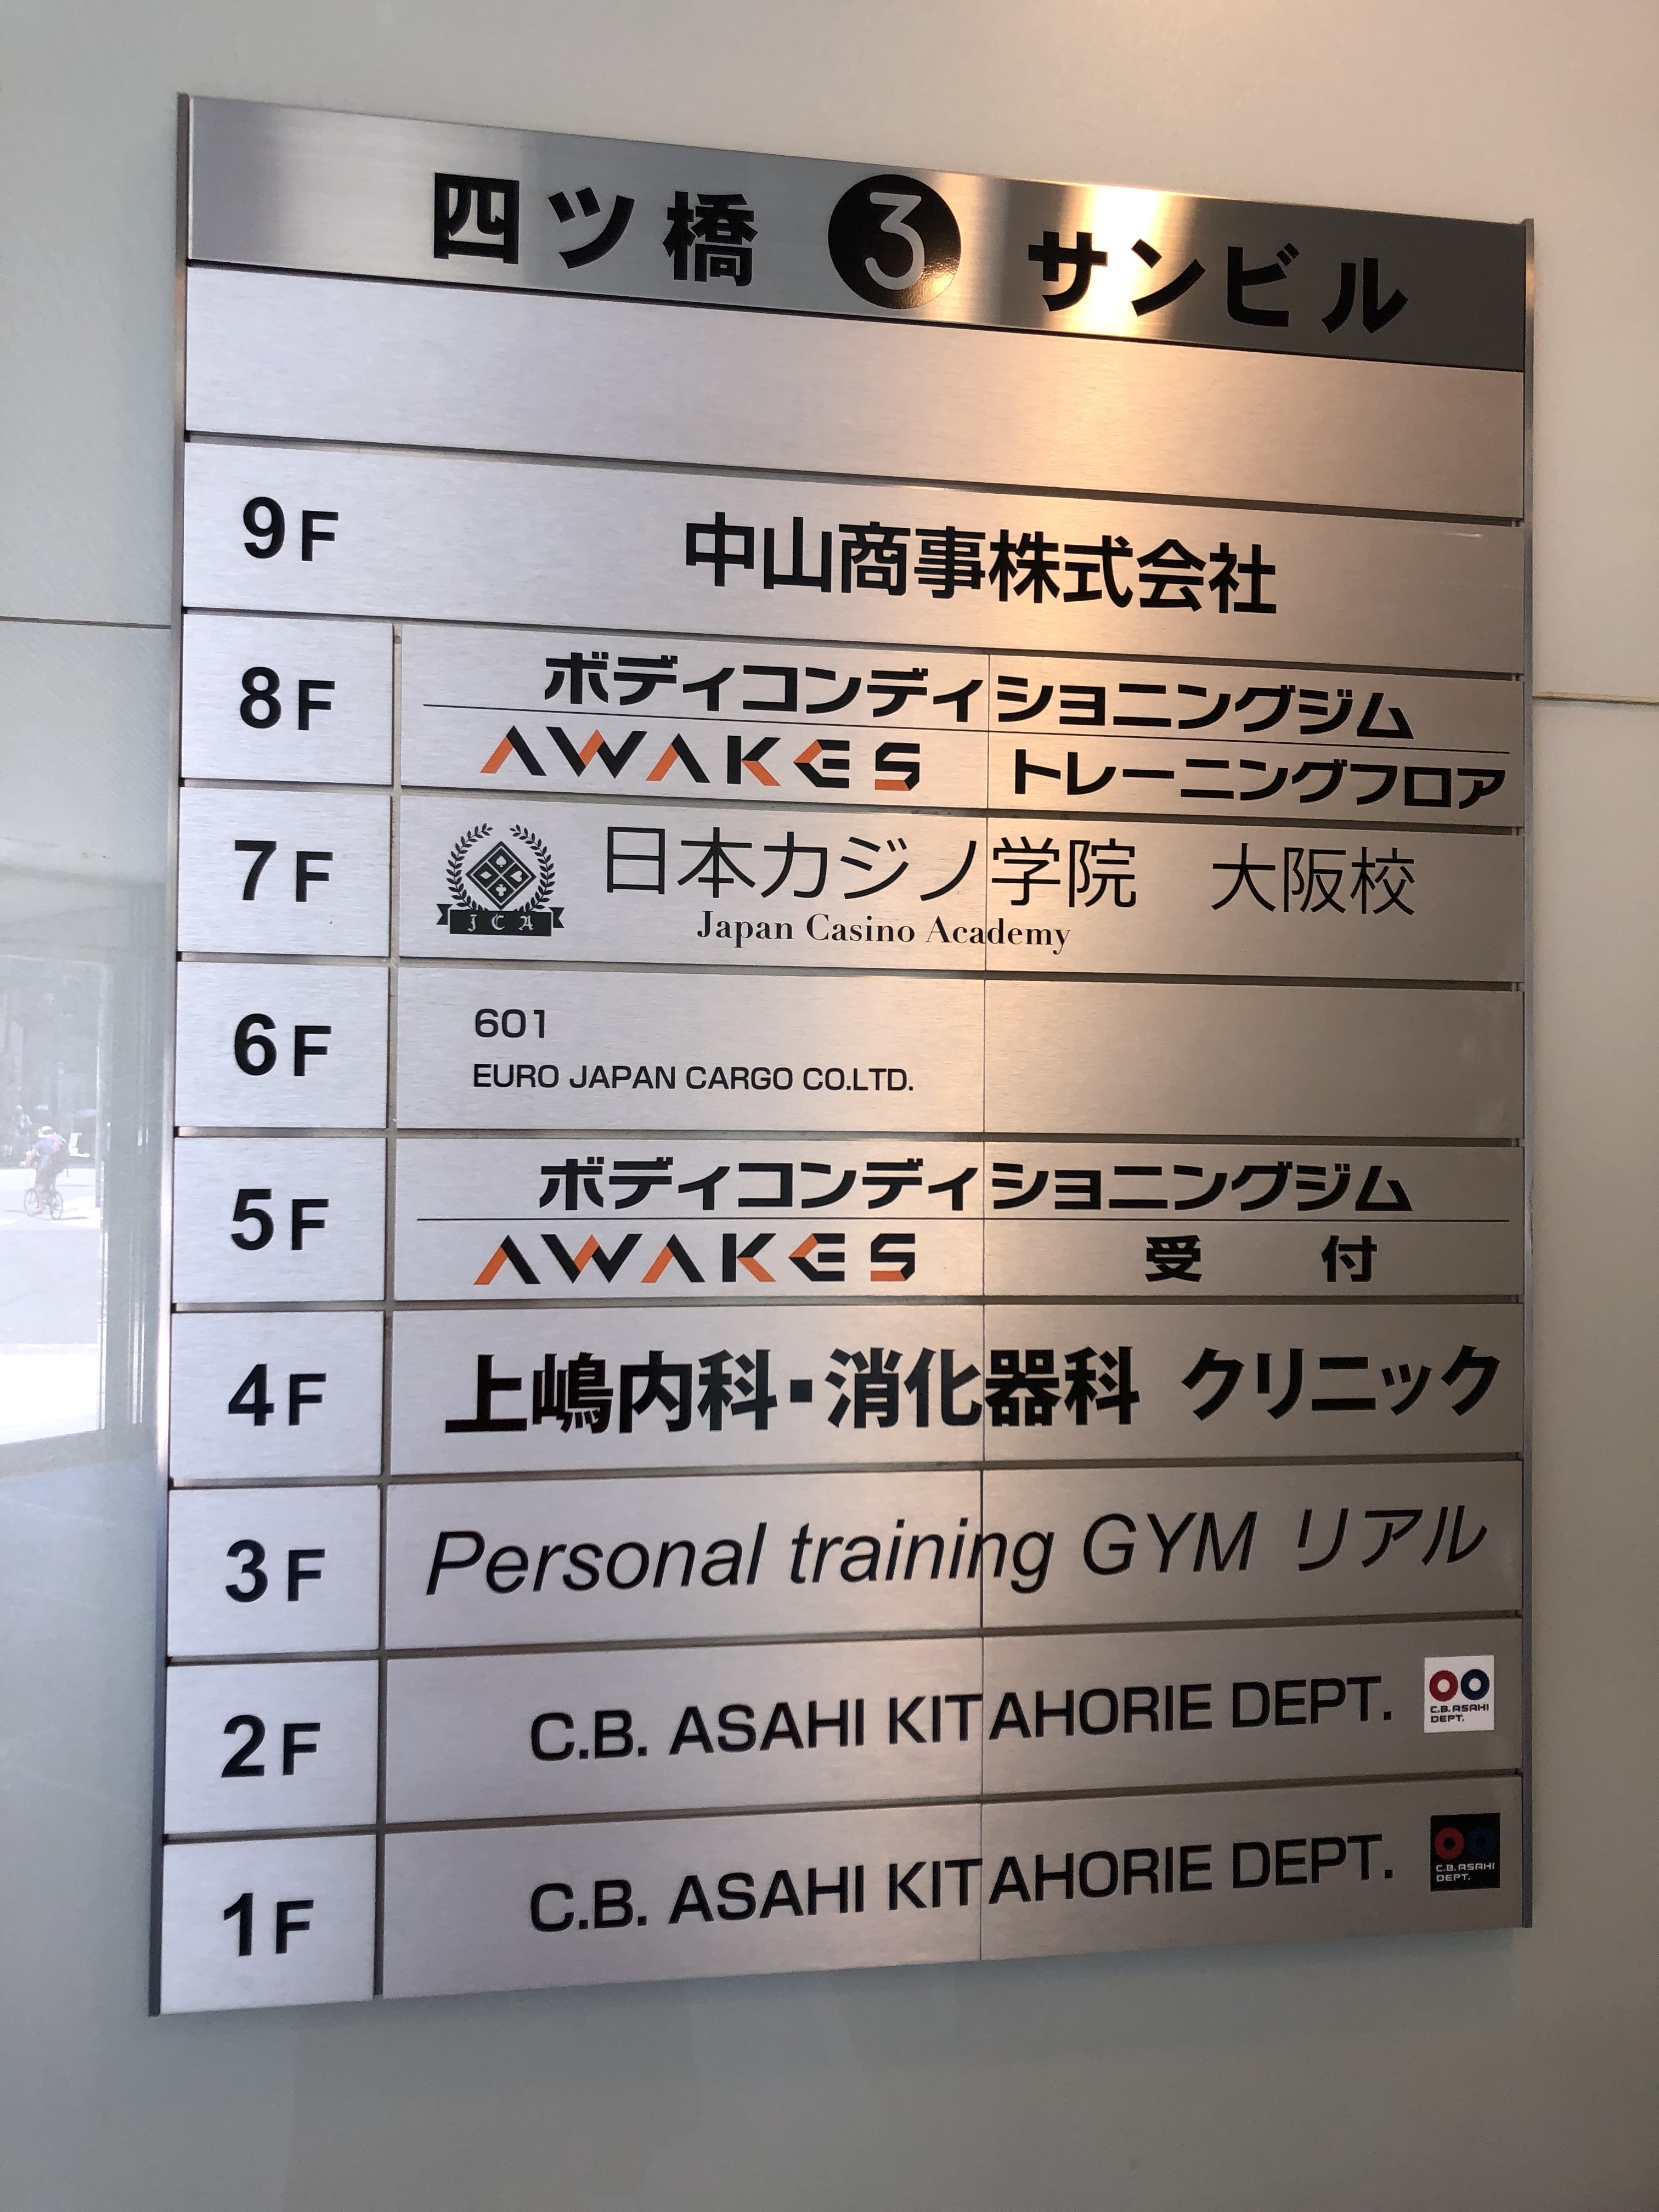 四ツ橋 3 サンビル
9F 中山商事株式会社
8F ボディコンディショニングジム
AWAKES トレーニングフロア
7F 日本カジノ学院 大阪校
JCA Japan Casino Academy
6F 601
EURO JAPAN CARGO CO.LTD.
5F ボディコンディショニングジム
AWAKES 受付
4F 上嶋内科・消化器科 クリニック
3F Personal training GYM リアル
2F C.B. ASAHI KITAHORIE DEPT.
C.B. ASAHI
DEPT.
1F C.B. ASAHI KITAHORIE DEPT.
C.B. ASAHI
DEPT.